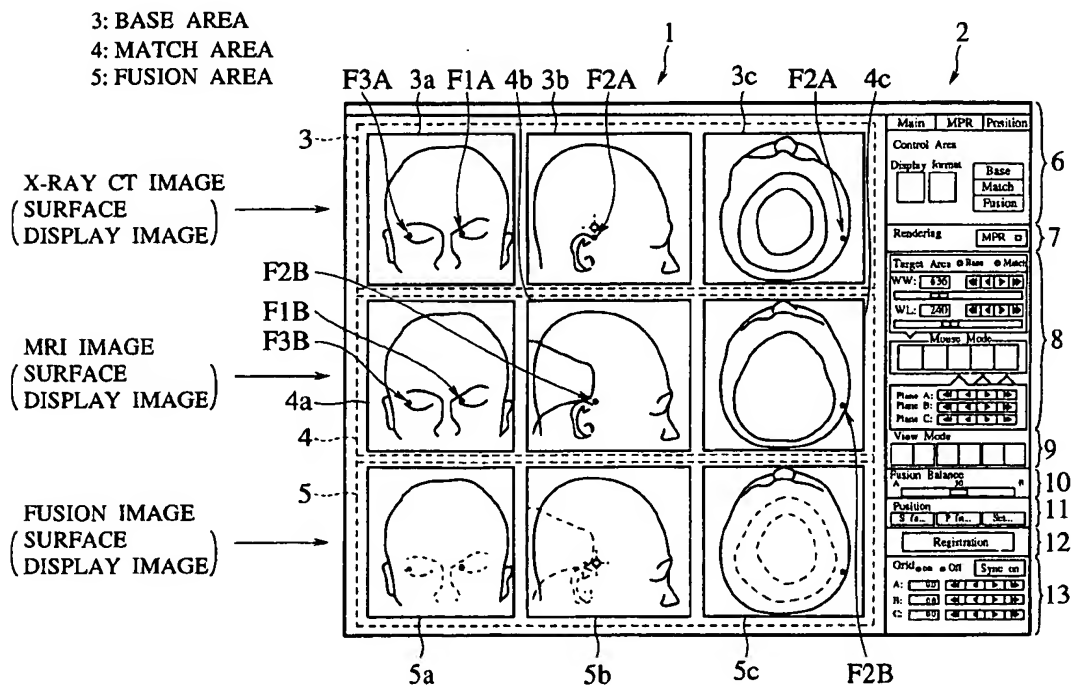 3: BASE AREA
4: MATCH AREA
5: FUSION AREA
1
2
F3A
3a
F1A
4b
3b
F2A
3c
F2A
4c
3
X-RAY CT IMAGE
(SURFACE
DISPLAY IMAGE)
F2B
F1B
F3B
MRI IMAGE
(SURFACE
DISPLAY IMAGE)
4a
4
5
FUSION IMAGE
(SURFACE
DISPLAY IMAGE)
5a
5b
5c
F2B
Main MPR Position
Control Area
Display format
Base
Match
Fusion
6
Rendering MPR
7
Target Area Base Match
WW:
WL: 240
Mouse Mode
Plane A:
Plane B:
Plane C:
8
View Mode
9
Fusion Balance
A
10
Position
Set...
11
Registration
12
Grid on Off Sync on
A:
B:
C:
13